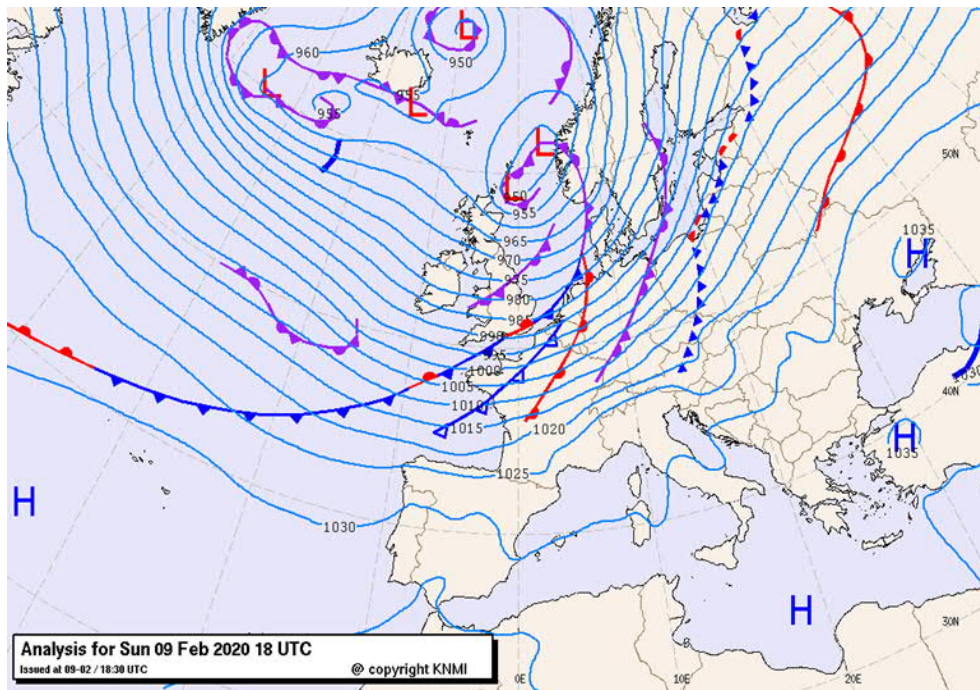 L
960
950
L
955
L
955
L
50N
L
960
955
965
970
975
980
985
990
995
1000
1005
1010
1015
1020
1025
1030
1035
H
1030
40N
H
1035
H
H
30N
0E
10E
20E
Analysis for Sun 09 Feb 2020 18 UTC
Issued at 09-02 / 18:30 UTC
@ copyright KNMI